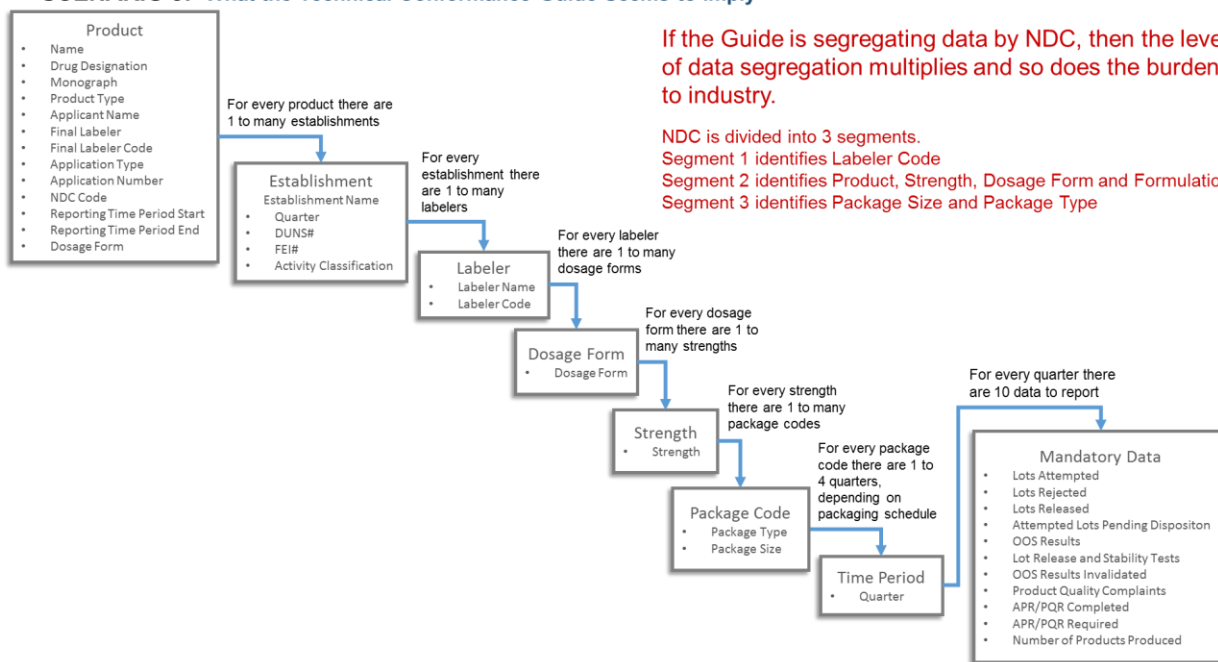 Product
• Name
• Drug Designation
• Monograph
• Product Type
• Applicant Name
• Final Labeler
• Final Labeler Code
• Application Type
• Application Number
• NDC Code
• Reporting Time Period Start
• Reporting Time Period End
• Dosage Form
For every product there are
1 to many establishments
Establishment
Establishment Name
• Quarter
• DUNS#
• FEI#
• Activity Classification
For every
establishment there
are 1 to many
labelers
Labeler
• Labeler Name
• Labeler Code
For every labeler
there are 1 to many
dosage forms
Dosage Form
• Dosage Form
For every dosage
form there are 1 to
many strengths
Strength
• Strength
For every strength
there are 1 to many
package codes
Package Code
• Package Type
• Package Size
For every package
code there are 1 to
4 quarters,
depending on
packaging schedule
Time Period
• Quarter
For every quarter there
are 10 data to report
Mandatory Data
• Lots Attempted
• Lots Rejected
• Lots Released
• Attempted Lots Pending Dispositon
• OOS Results
• Lot Release and Stability Tests
• OOS Results Invalidated
• Product Quality Complaints
• APR/PQR Completed
• APR/PQR Required
• Number of Products Produced
If the Guide is segregating data by NDC, then the leve
of data segregation multiplies and so does the burden
to industry.
NDC is divided into 3 segments.
Segment 1 identifies Labeler Code
Segment 2 identifies Product, Strength, Dosage Form and Formulatio
Segment 3 identifies Package Size and Package Type